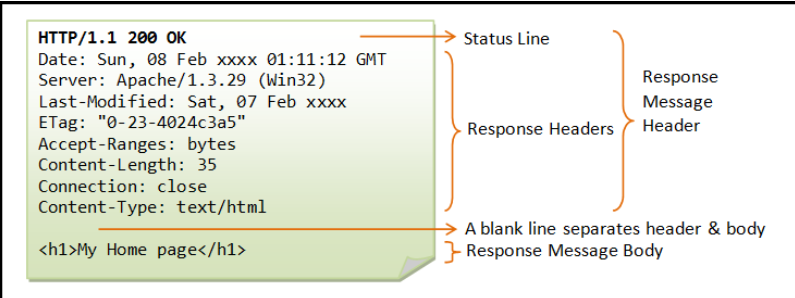 HTTP/1.1 200 OK
Date: Sun, 08 Feb xxxx 01:11:12 GMT
Server: Apache/1.3.29 (Win32)
Last-Modified: Sat, 07 Feb xxxx
ETag: "0-23-4024c3a5"
Accept-Ranges: bytes
Content-Length: 35
Connection: close
Content-Type: text/html
<h1>My Home page</h1>
Status Line
Response Headers
Response
Message
Header
A blank line separates header & body
Response Message Body